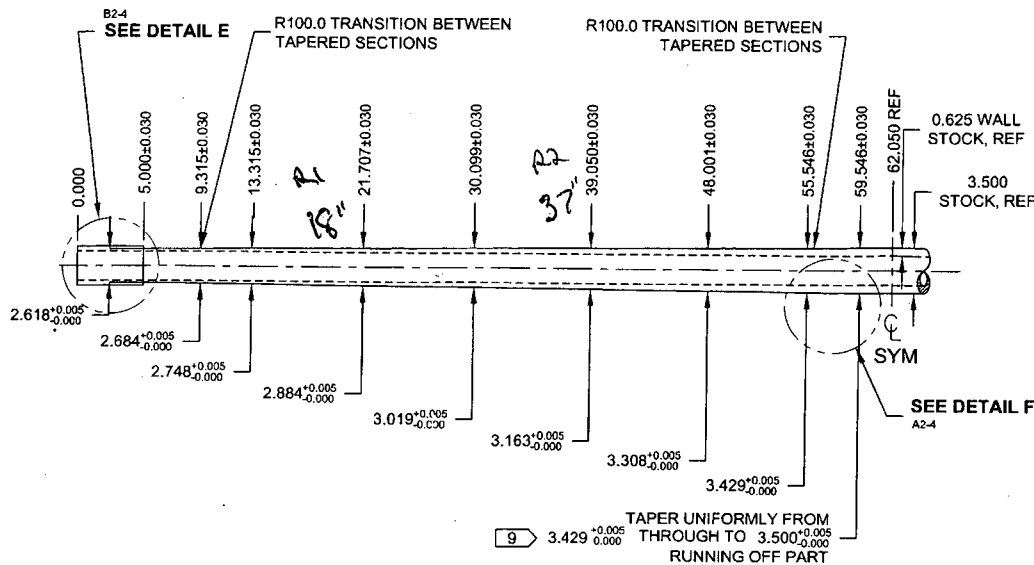 B2-4
SEE DETAIL E
R100.0 TRANSITION BETWEEN
TAPERED SECTIONS
R100.0 TRANSITION BETWEEN
TAPERED SECTIONS
0.000
5.000±0.030
9.315±0.030
13.315±0.030
R1
18"
21.707±0.030
30.099±0.030
R2
37"
39.050±0.030
48.001±0.030
55.546±0.030
59.546±0.030
62.050 REF
0.625 WALL
STOCK, REF
3.500
STOCK, REF
2.618 +0.005 -0.000
2.684 +0.005 -0.000
2.748 +0.005 -0.000
2.884 +0.005 -0.000
3.019 +0.005 -0.000
3.163 +0.005 -0.000
3.308 +0.005 -0.000
3.429 +0.005 -0.000
℄
SYM
SEE DETAIL F
A2-4
TAPER UNIFORMLY FROM
9 3.429 +0.005 0.000 THROUGH TO 3.500 +0.005 -0.000
RUNNING OFF PART